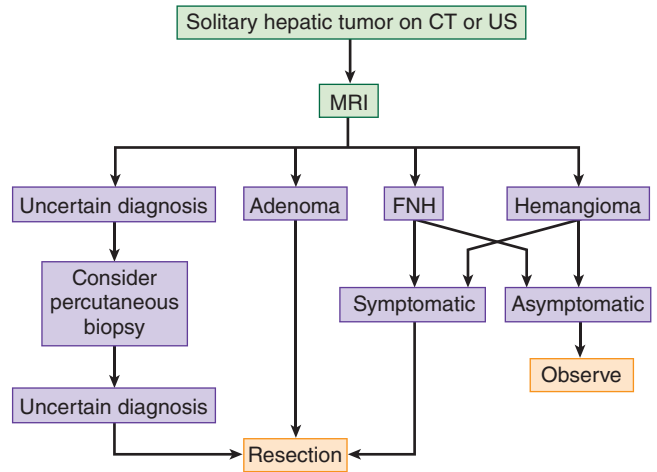 Solitary hepatic tumor on CT or US
MRI
Uncertain diagnosis
Adenoma
FNH
Hemangioma
Consider
percutaneous
biopsy
Symptomatic
Asymptomatic
Observe
Uncertain diagnosis
Resection